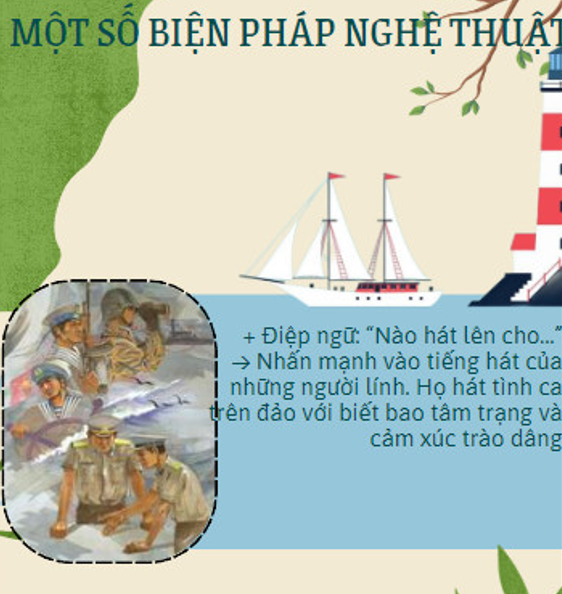 MỘT SỐ BIỆN PHÁP NGHỆ THUẬT
+ Điệp ngữ: “Nào hát lên cho...”
→ Nhấn mạnh vào tiếng hát của
những người lính. Họ hát tình ca
trên đảo với biết bao tâm trạng và
cảm xúc trào dâng